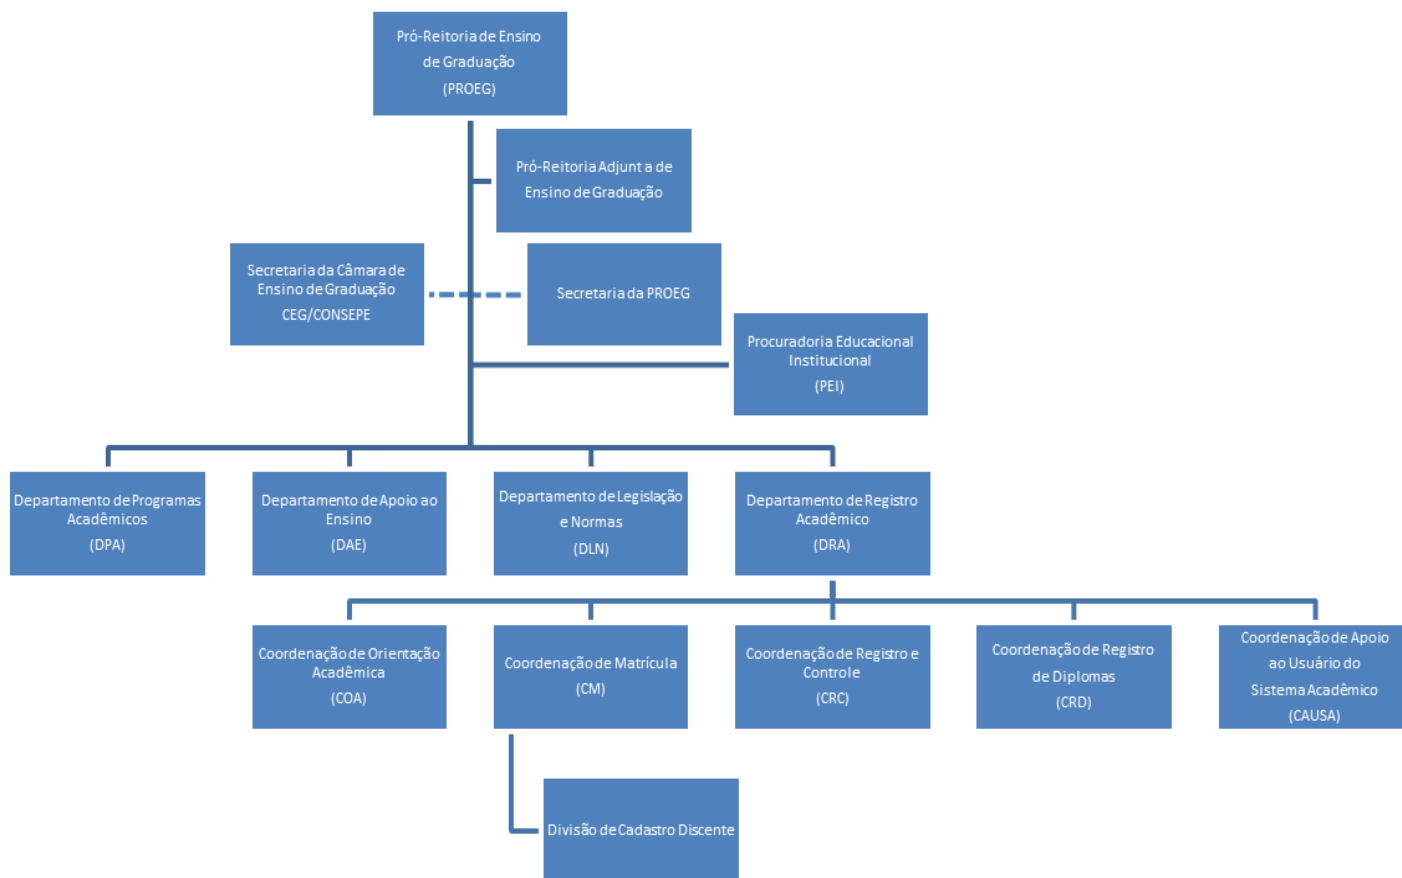 Pró-Reitoria de Ensino
de Graduação
(PROEG)
Pró-Reitoria Adjunta de
Ensino de Graduação
Secretaria da Câmara de
Ensino de Graduação
CEG/CONSEPE
Secretaria da PROEG
Procuradoria Educacional
Institucional
(PEI)
Departamento de Programas
Acadêmicos
(DPA)
Departamento de Apoio ao
Ensino
(DAE)
Departamento de Legislação
e Normas
(DLN)
Departamento de Registro
Acadêmico
(DRA)
Coordenação de Orientação
Acadêmica
(COA)
Coordenação de Matrícula
(CM)
Coordenação de Registro e
Controle
(CRC)
Coordenação de Registro
de Diplomas
(CRD)
Coordenação de Apoio
ao Usuário do
Sistema Acadêmico
(CAUSA)
Divisão de Cadastro Discente